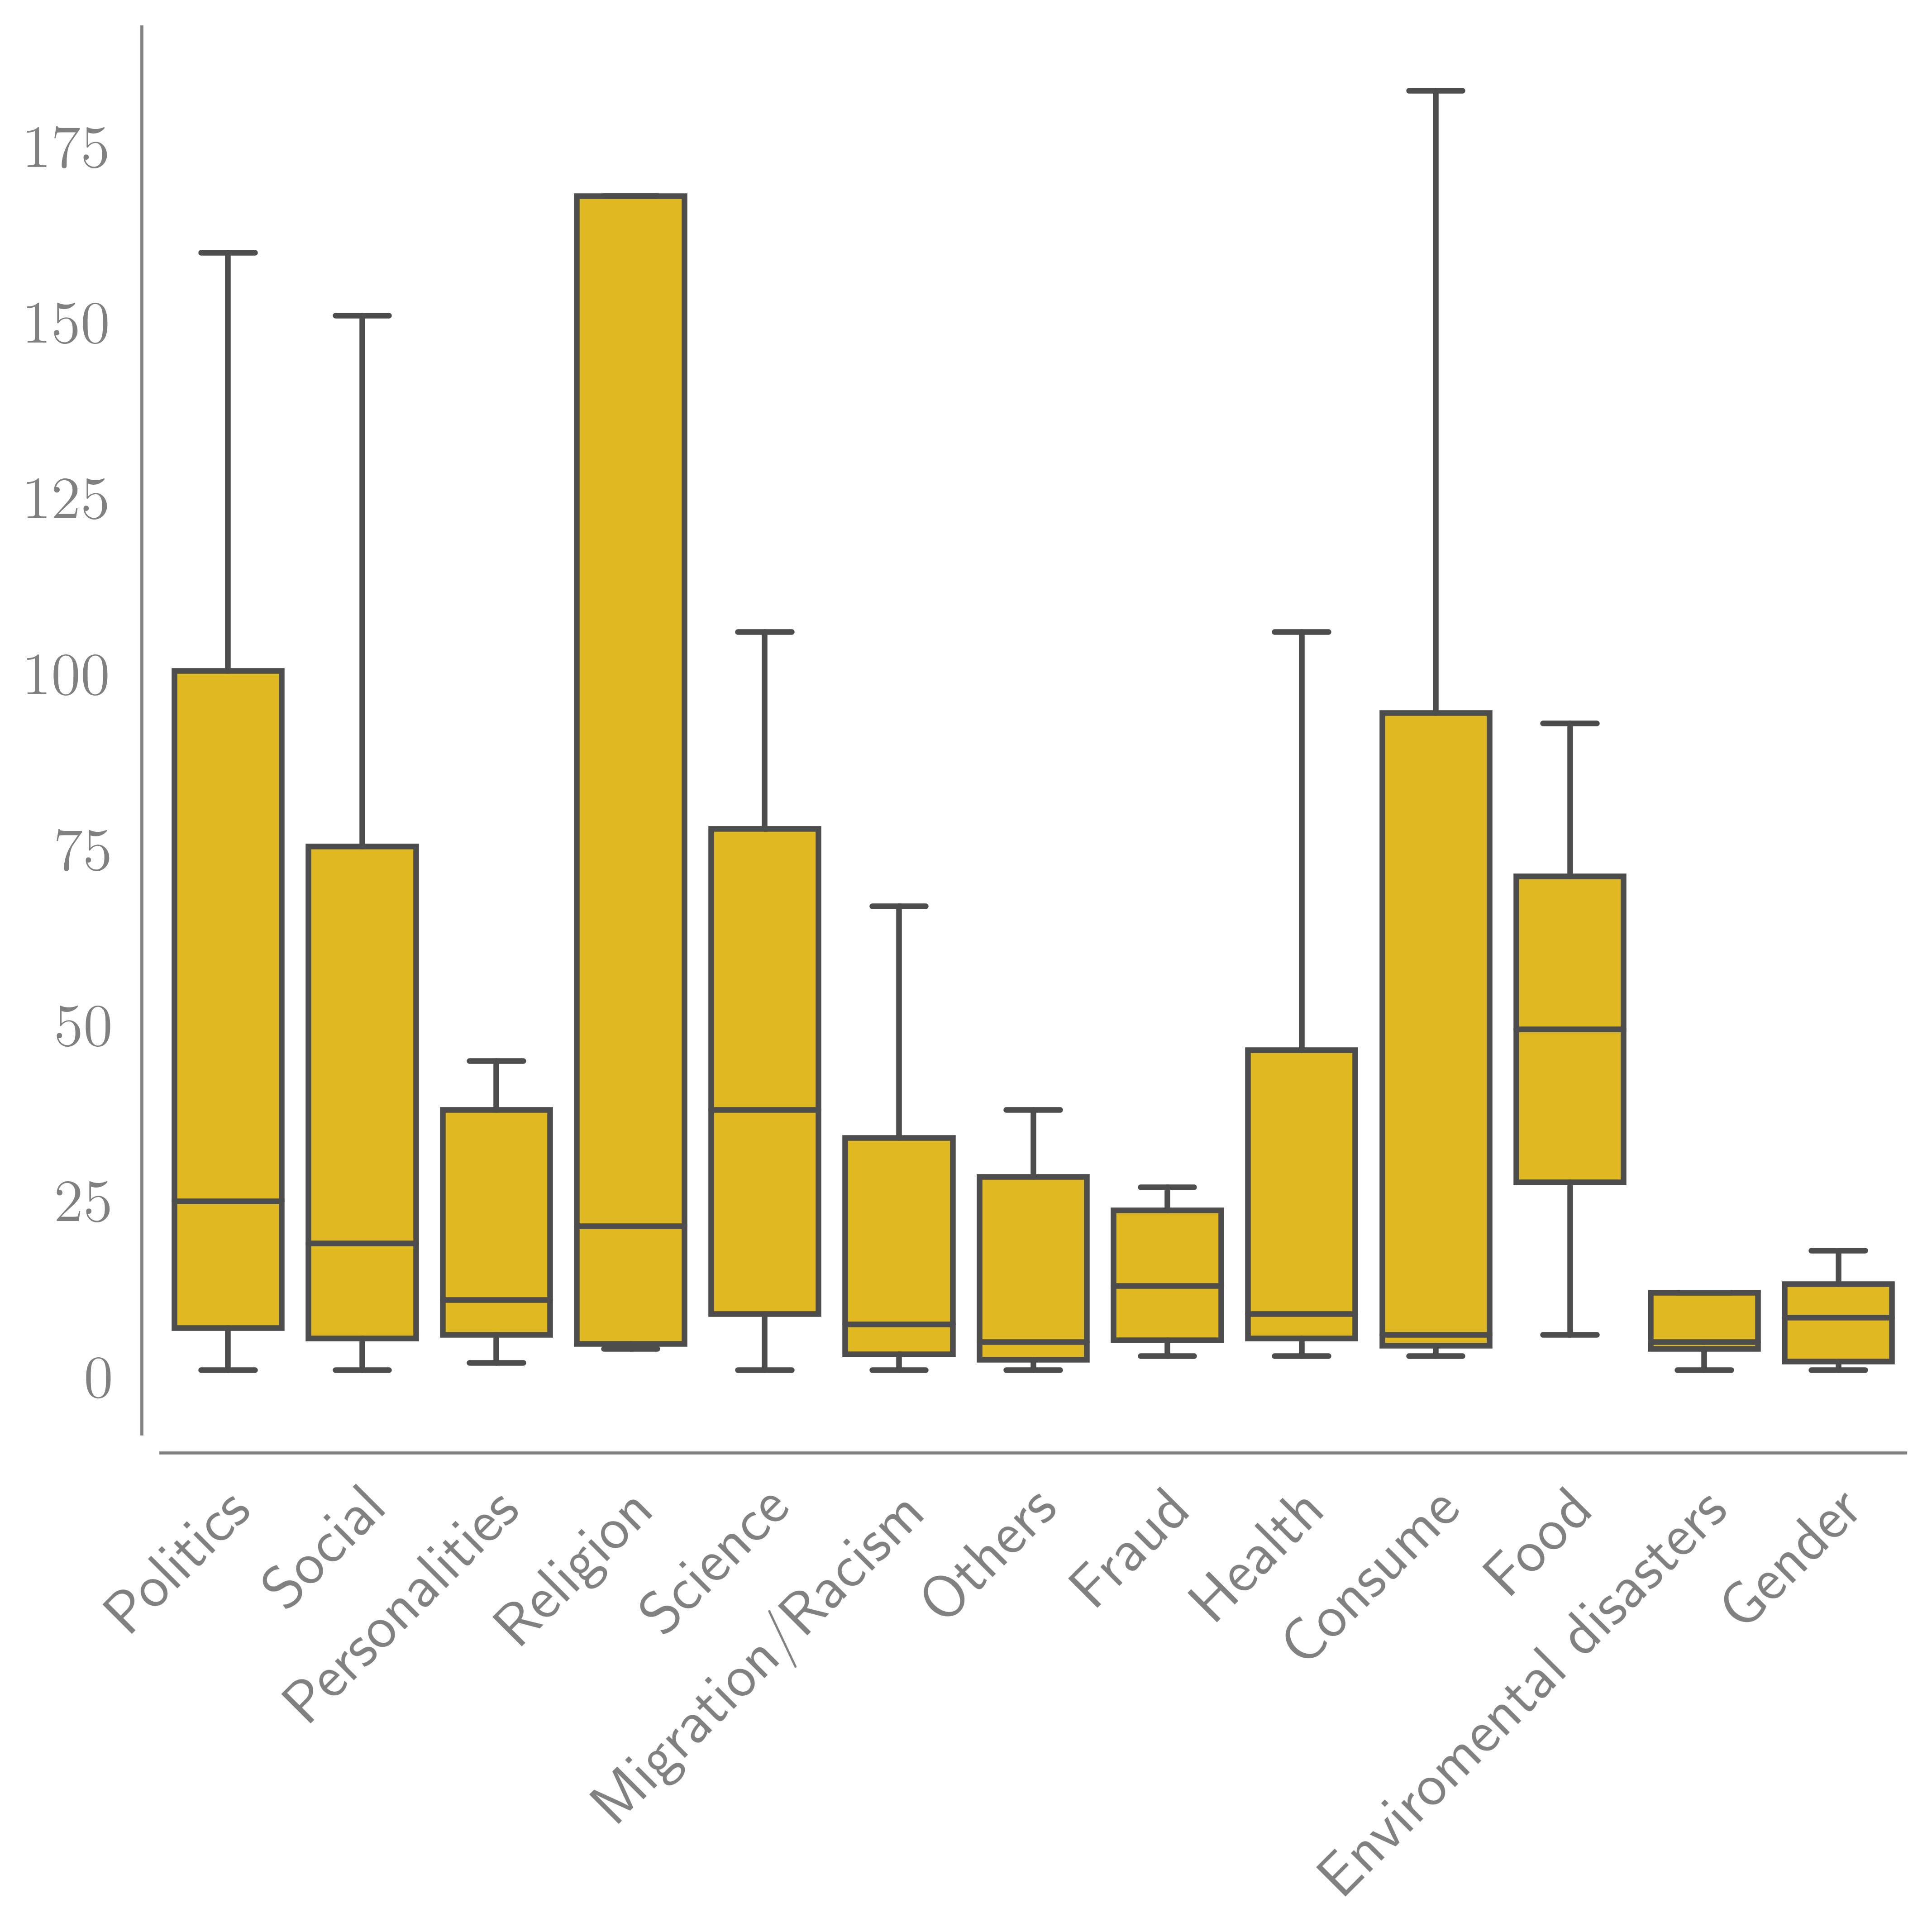 175
150
125
100
75
50
25
0
Politics
Social
Personalities
Religion
Science
Migration/Racism
Others
Fraud
Health
Consume
Food
Enviromental disasters
Gender